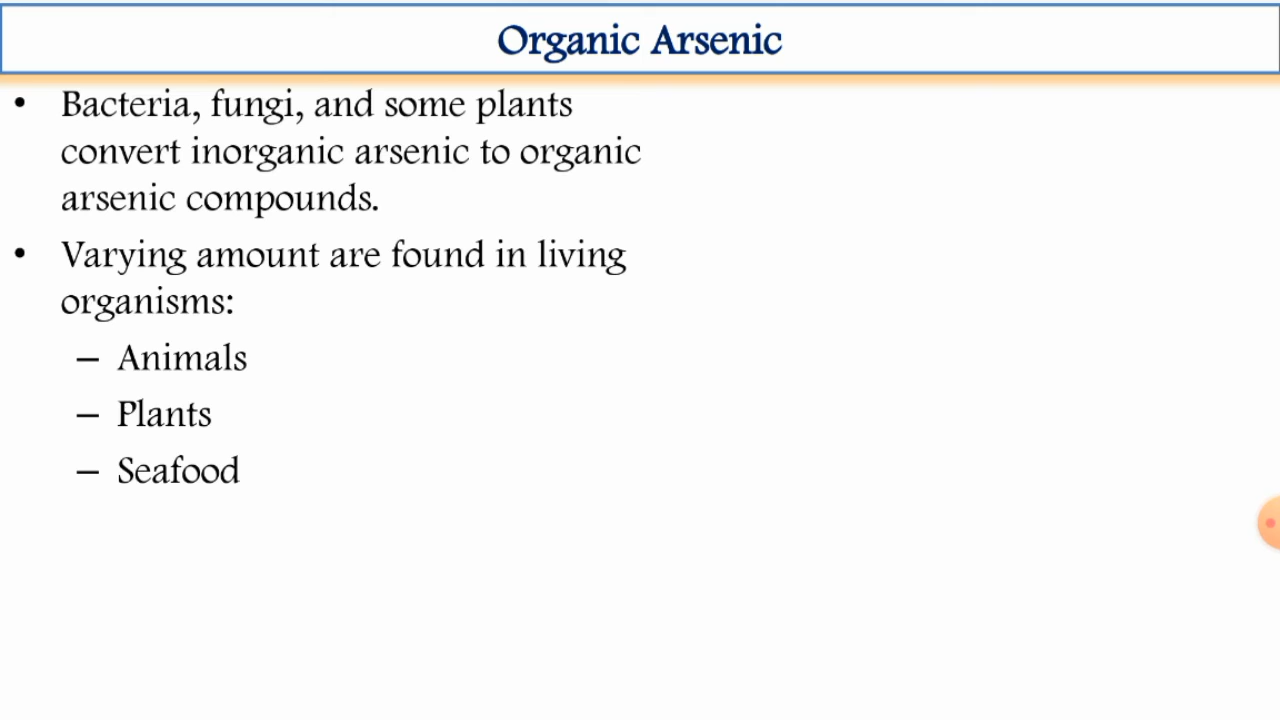 Organic Arsenic
• Bacteria, fungi, and some plants
convert inorganic arsenic to organic
arsenic compounds.
• Varying amount are found in living
organisms:
– Animals
– Plants
– Seafood